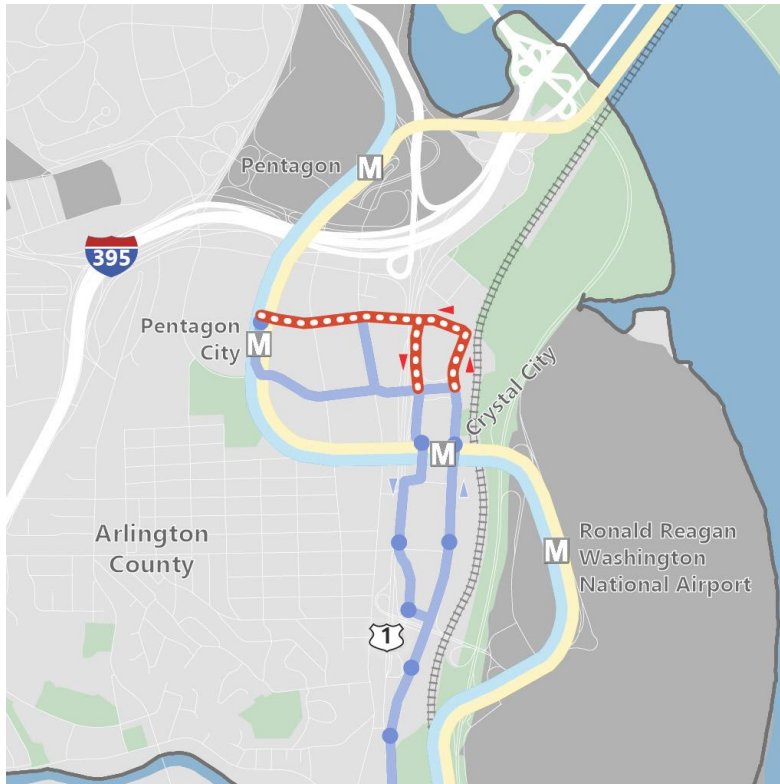 Pentagon M
395
Pentagon
City
M
Crystal City
M
Arlington
County
M
Ronald Reagan
Washington
National Airport
1